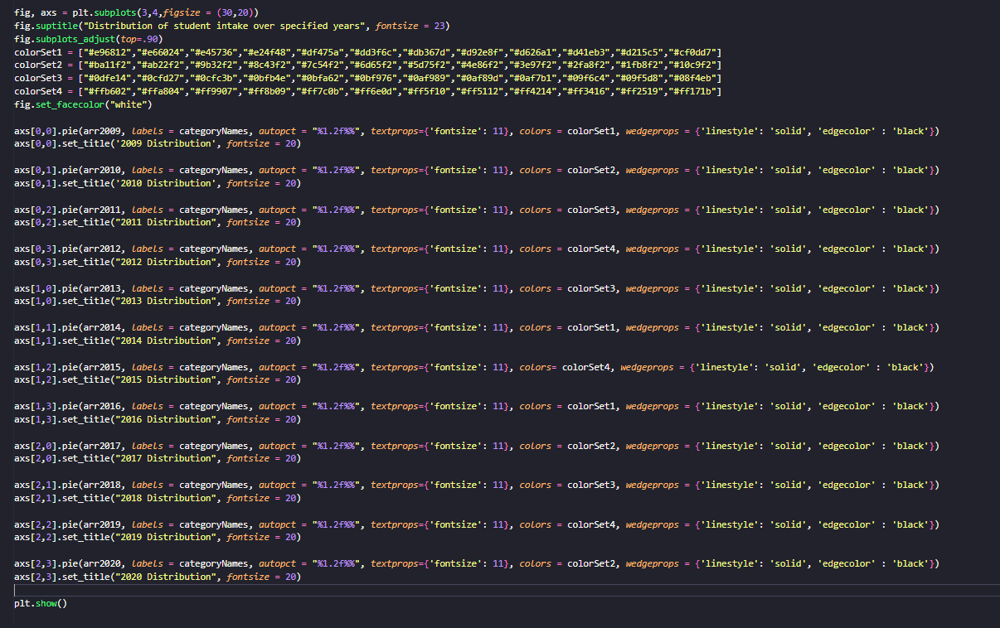 fig, axs = plt.subplots(3,4,figsize = (30,20))
fig.suptitle("Distribution of student intake over specified years", fontsize = 23)
fig.subplots_adjust(top=.90)
colorSet1 = ["#e96812","#e66024","#e45736","#e24f48","#df475a","#dd3f6c","#db367d","#d92e8f","#d626a1","#d41eb3","#d215c5","#cf0dd7"]
colorSet2 = ["#ba11f2","#ab22f2","#9b32f2","#8c43f2","#7c54f2","#6d65f2","#5d75f2","#4e86f2","#3e97f2","#2fa8f2","#1fb8f2","#10c9f2"]
colorSet3 = ["#0dfe14","#0cfd27","#0cfc3b","#0bfb4e","#0bfa62","#0bf976","#0af989","#0af89d","#0af7b1","#09f6c4","#09f5d8","#08f4eb"]
colorSet4 = ["#ffb602","#ffa804","#ff9907","#ff8b09","#ff7c0b","#ff6e0d","#ff5f10","#ff5112","#ff4214","#ff3416","#ff2519","#ff171b"]
fig.set_facecolor("white")
axs[0,0].pie(arr2009, labels = categoryNames, autopct = "%1.2f%%", textprops={'fontsize': 11}, colors = colorSet1, wedgeprops = {'linestyle': 'solid', 'edgecolor' : 'black'})
axs[0,0].set_title('2009 Distribution', fontsize = 20)
axs[0,1].pie(arr2010, labels = categoryNames, autopct = "%1.2f%%", textprops={'fontsize': 11}, colors = colorSet2, wedgeprops = {'linestyle': 'solid', 'edgecolor' : 'black'})
axs[0,1].set_title('2010 Distribution', fontsize = 20)
axs[0,2].pie(arr2011, labels = categoryNames, autopct = "%1.2f%%", textprops={'fontsize': 11}, colors = colorSet3, wedgeprops = {'linestyle': 'solid', 'edgecolor' : 'black'})
axs[0,2].set_title("2011 Distribution", fontsize = 20)
axs[0,3].pie(arr2012, labels = categoryNames, autopct = "%1.2f%%", textprops={'fontsize': 11}, colors = colorSet4, wedgeprops = {'linestyle': 'solid', 'edgecolor' : 'black'})
axs[0,3].set_title("2012 Distribution", fontsize = 20)
axs[1,0].pie(arr2013, labels = categoryNames, autopct = "%1.2f%%", textprops={'fontsize': 11}, colors = colorSet3, wedgeprops = {'linestyle': 'solid', 'edgecolor' : 'black'})
axs[1,0].set_title("2013 Distribution", fontsize = 20)
axs[1,1].pie(arr2014, labels = categoryNames, autopct = "%1.2f%%", textprops={'fontsize': 11}, colors = colorSet1, wedgeprops = {'linestyle': 'solid', 'edgecolor' : 'black'})
axs[1,1].set_title("2014 Distribution", fontsize = 20)
axs[1,2].pie(arr2015, labels = categoryNames, autopct = "%1.2f%%", textprops={'fontsize': 11}, colors= colorSet4, wedgeprops = {'linestyle': 'solid', 'edgecolor' : 'black'})
axs[1,2].set_title("2015 Distribution", fontsize = 20)
axs[1,3].pie(arr2016, labels = categoryNames, autopct = "%1.2f%%", textprops={'fontsize': 11}, colors = colorSet1, wedgeprops = {'linestyle': 'solid', 'edgecolor' : 'black'})
axs[1,3].set_title("2016 Distribution", fontsize = 20)
axs[2,0].pie(arr2017, labels = categoryNames, autopct = "%1.2f%%", textprops={'fontsize': 11}, colors = colorSet2, wedgeprops = {'linestyle': 'solid', 'edgecolor' : 'black'})
axs[2,0].set_title("2017 Distribution", fontsize = 20)
axs[2,1].pie(arr2018, labels = categoryNames, autopct = "%1.2f%%", textprops={'fontsize': 11}, colors = colorSet3, wedgeprops = {'linestyle': 'solid', 'edgecolor' : 'black'})
axs[2,1].set_title("2018 Distribution", fontsize = 20)
axs[2,2].pie(arr2019, labels = categoryNames, autopct = "%1.2f%%", textprops={'fontsize': 11}, colors = colorSet4, wedgeprops = {'linestyle': 'solid', 'edgecolor' : 'black'})
axs[2,2].set_title("2019 Distribution", fontsize = 20)
axs[2,3].pie(arr2020, labels = categoryNames, autopct = "%1.2f%%", textprops={'fontsize': 11}, colors = colorSet2, wedgeprops = {'linestyle': 'solid', 'edgecolor' : 'black'})
axs[2,3].set_title("2020 Distribution", fontsize = 20)
plt.show()